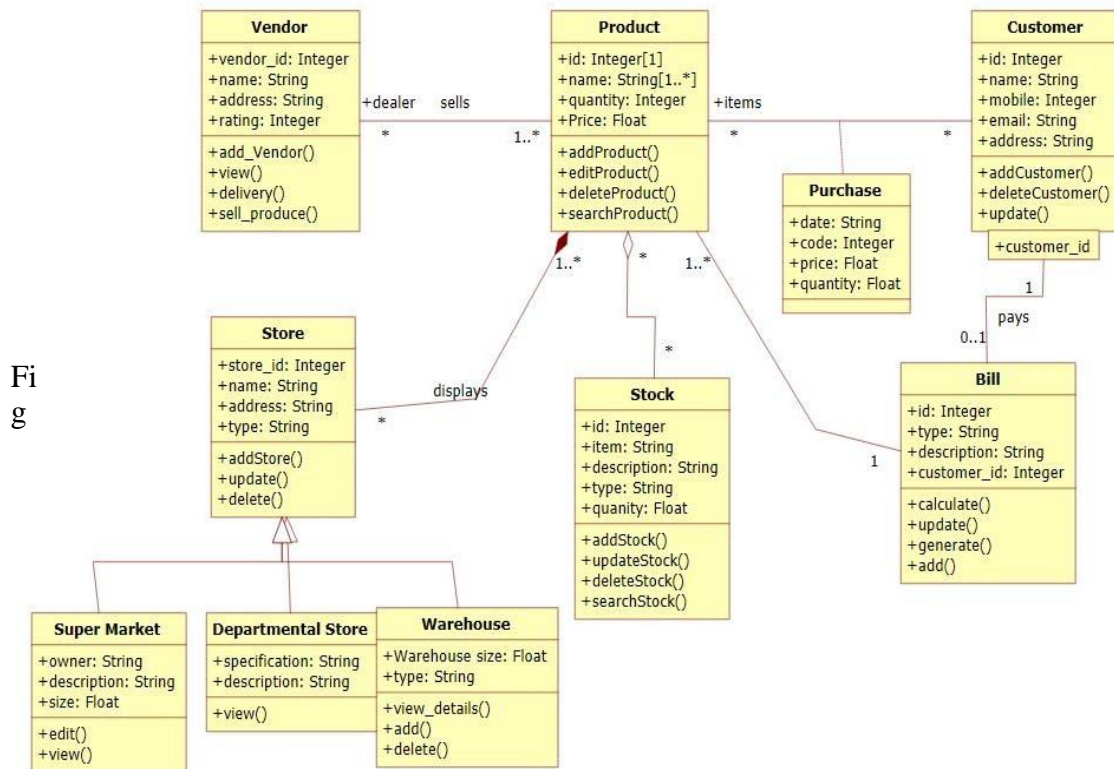 Vendor
+vendor_id: Integer
+name: String
+address: String
+rating: Integer
+add_Vendor()
+view()
+delivery()
+sell_produce()
+dealer
sells
*
1..*
Product
+id: Integer[1]
+name: String[1..*]
+quantity: Integer
+Price: Float
+addProduct()
+editProduct()
+deleteProduct()
+searchProduct()
+items
*
*
Customer
+id: Integer
+name: String
+mobile: Integer
+email: String
+address: String
+addCustomer()
+deleteCustomer()
+update()
+customer_id
Purchase
+date: String
+code: Integer
+price: Float
+quantity: Float
1..*
*
1..*
1
pays
0..1
Store
+store_id: Integer
+name: String
+address: String
+type: String
+addStore()
+update()
+delete()
displays
*
*
Fi
g
Stock
+id: Integer
+item: String
+description: String
+type: String
+quanity: Float
+addStock()
+updateStock()
+deleteStock()
+searchStock()
1
Bill
+id: Integer
+type: String
+description: String
+customer_id: Integer
+calculate()
+update()
+generate()
+add()
Super Market
+owner: String
+description: String
+size: Float
+edit()
+view()
Departmental Store
+specification: String
+description: String
+view()
Warehouse
+Warehouse size: Float
+type: String
+view_details()
+add()
+delete()